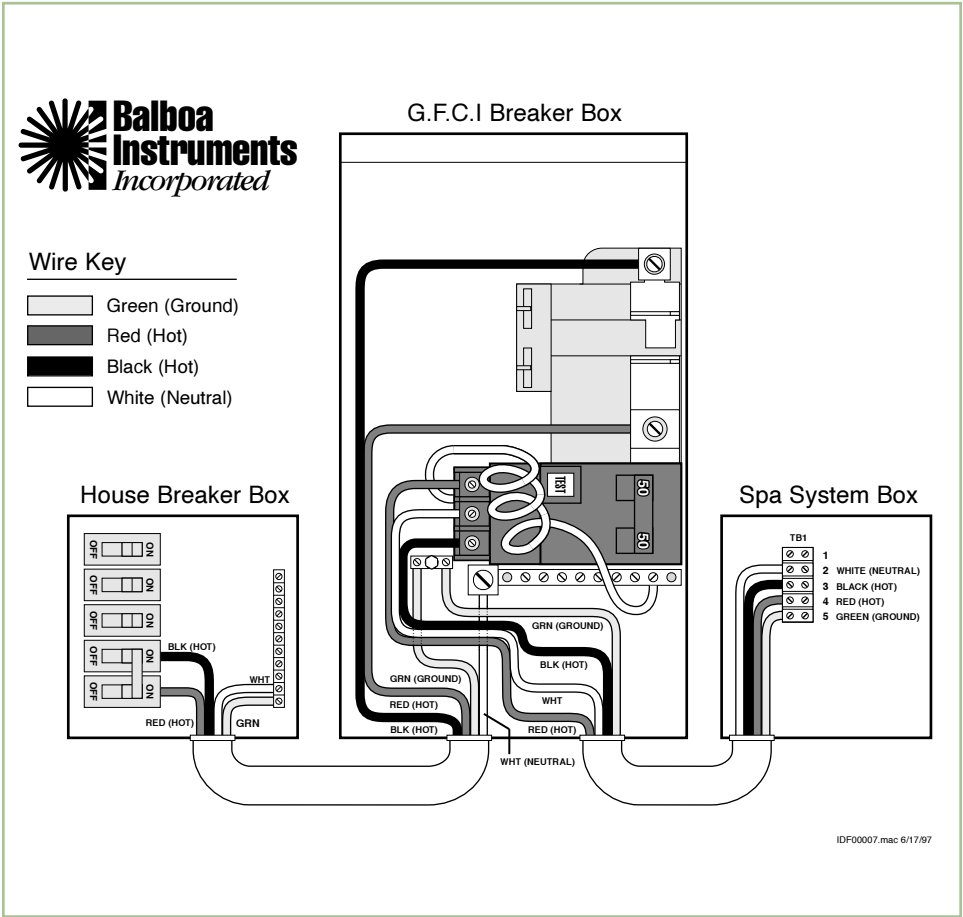 Balboa
Instruments
Incorporated
G.F.C.I Breaker Box
Wire Key
Green (Ground)
Red (Hot)
Black (Hot)
White (Neutral)
House Breaker Box
OFF ON
OFF ON
OFF ON
OFF ON
OFF ON
BLK (HOT)
WHT
RED (HOT)
GRN
TEST
50
50
GRN (GROUND)
BLK (HOT)
GRN (GROUND)
WHT
RED (HOT)
BLK (HOT)
RED (HOT)
WHT (NEUTRAL)
Spa System Box
TB1
1
2 WHITE (NEUTRAL)
3 BLACK (HOT)
4 RED (HOT)
5 GREEN (GROUND)
IDF00007.mac 6/17/97